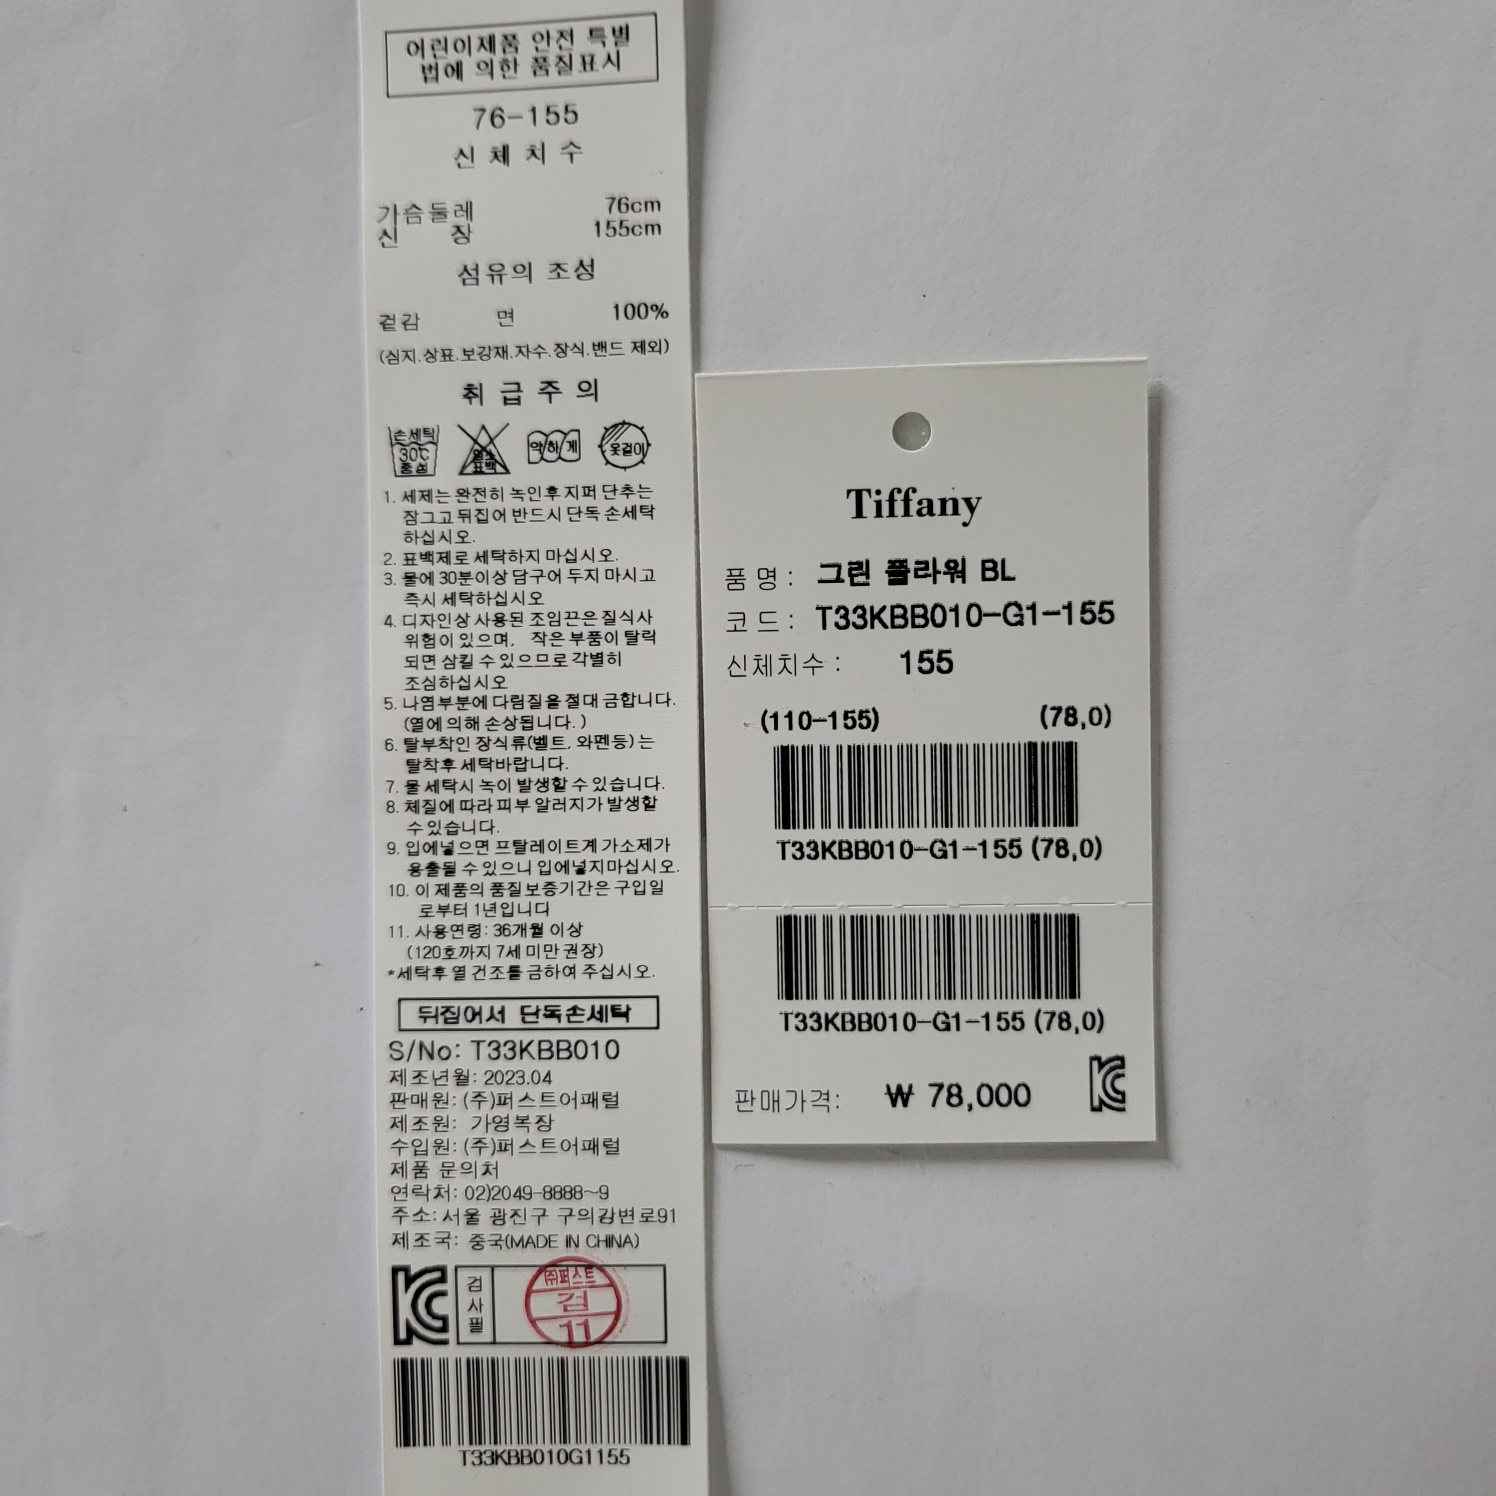 어린이제품 안전 특별
법에 의한 품질표시
76-155
신 체 치 수
가슴둘레 76cm
신 장 155cm
섬유의 조성
겉감 면 100%
(심지.상표.보강재.자수.장식.밴드 제외)
취 급 주 의
손세탁
30℃
중성
염소
표백
약하게
옷걸이
1. 세제는 완전히 녹인후 지퍼 단추는
잠그고 뒤집어 반드시 단독 손세탁
하십시오.
2. 표백제로 세탁하지 마십시오.
3. 물에 30분이상 담구어 두지 마시고
즉시 세탁하십시오
4. 디자인상 사용된 조임끈은 질식사
위험이 있으며, 작은 부품이 탈락
되면 삼킬 수 있으므로 각별히
조심하십시오
5. 나염부분에 다림질을 절대 금합니다.
(열에 의해 손상됩니다. )
6. 탈부착인 장식류(벨트, 와펜등) 는
탈착후 세탁바랍니다.
7. 물 세탁시 녹이 발생할 수 있습니다.
8. 체질에 따라 피부 알러지가 발생할
수 있습니다.
9. 입에넣으면 프탈레이트계 가소제가
용출될 수 있으니 입에넣지마십시오.
10. 이 제품의 품질보증기간은 구입일
로부터 1년입니다
11. 사용연령: 36개월 이상
(120호까지 7세 미만 권장)
*세탁후 열 건조를 금하여 주십시오.
뒤집어서 단독손세탁
S/No: T33KBB010
제조년월: 2023.04
판매원: (주)퍼스트어패럴
제조원: 가영복장
수입원: (주)퍼스트어패럴
제품 문의처
연락처: 02)2049-8888~9
주소: 서울 광진구 구의강변로91
제조국: 중국(MADE IN CHINA)
KC
검
사
필
㈜퍼스트
검
11
T33KBB010G1155
Tiffany
품 명 : 그린 플라워 BL
코 드 : T33KBB010-G1-155
신체치수 : 155
(110-155) (78,0)
T33KBB010-G1-155 (78,0)
T33KBB010-G1-155 (78,0)
판매가격: ₩ 78,000
KC